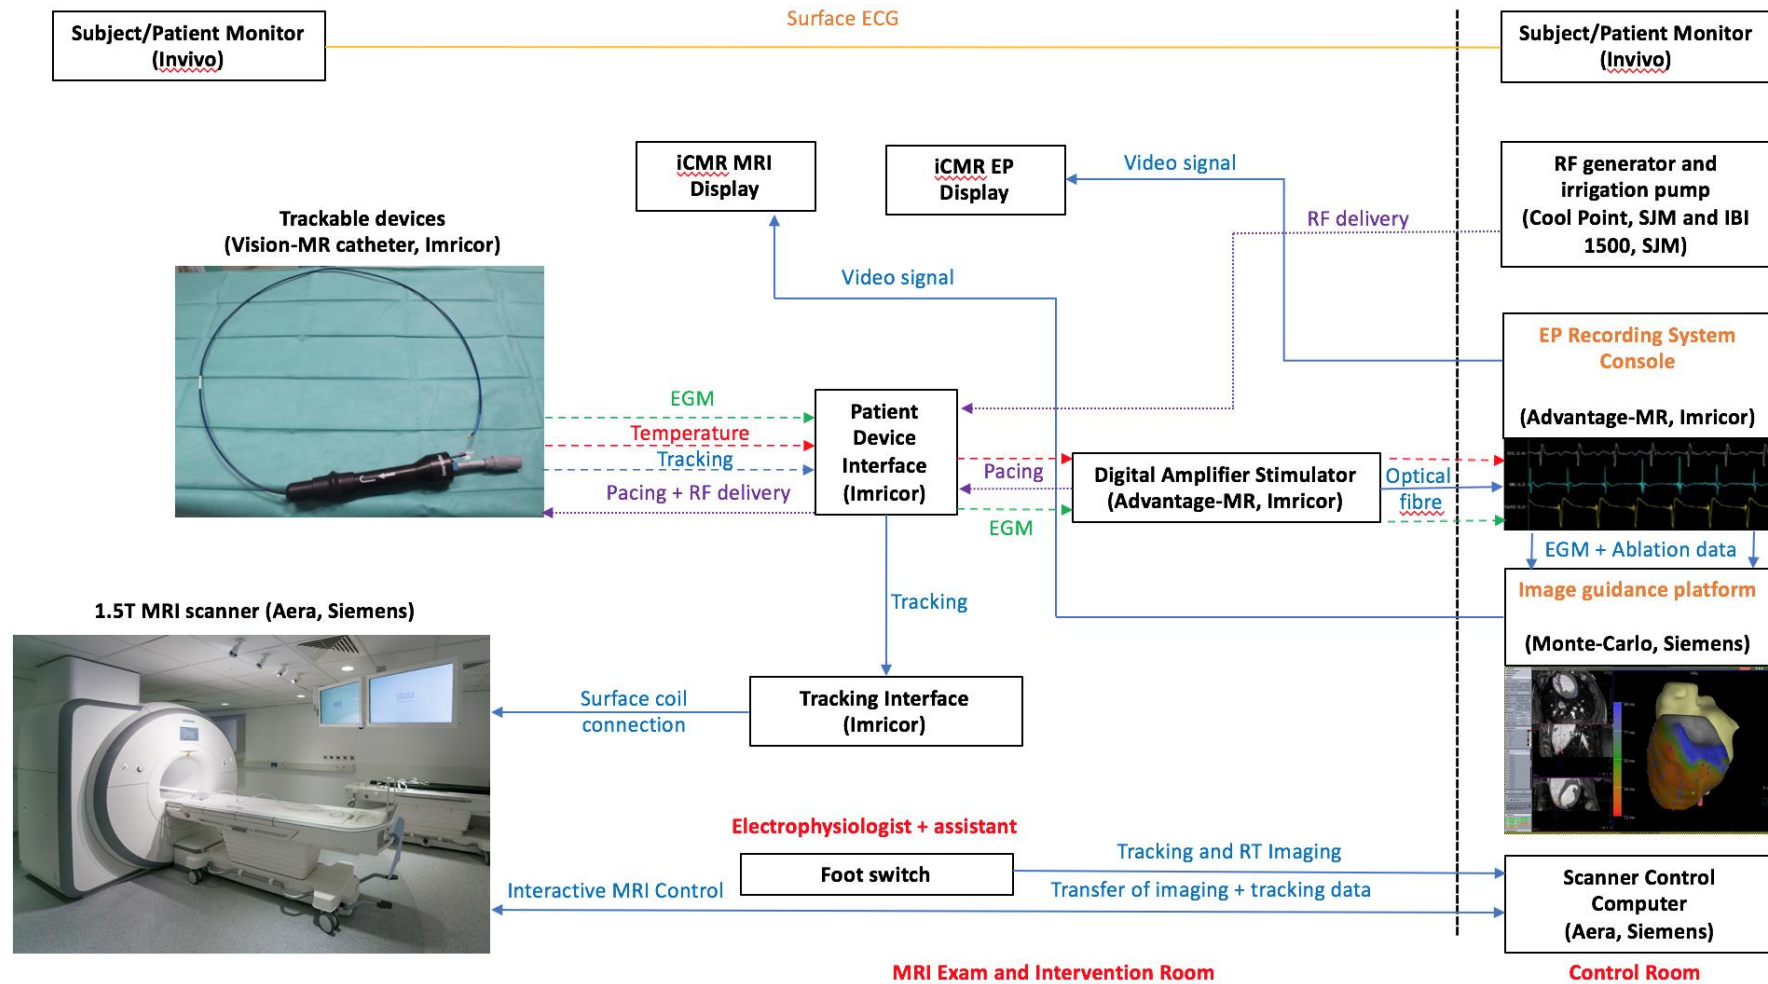 Surface ECG
Subject/Patient Monitor
(Invivo)
Subject/Patient Monitor
(Invivo)
iCMR MRI
Display
iCMR EP
Display
Video signal
RF generator and
irrigation pump
(Cool Point, SJM and IBI
1500, SJM)
RF delivery
Trackable devices
(Vision-MR catheter, Imricor)
Video signal
EP Recording System
Console
(Advantage-MR, Imricor)
EGM
Temperature
Tracking
Pacing + RF delivery
Patient
Device
Interface
(Imricor)
Pacing
EGM
Digital Amplifier Stimulator
(Advantage-MR, Imricor)
Optical
fibre
EGM + Ablation data
Tracking
Image guidance platform
(Monte-Carlo, Siemens)
1.5T MRI scanner (Aera, Siemens)
Surface coil
connection
Tracking Interface
(Imricor)
Electrophysiologist + assistant
Foot switch
Tracking and RT Imaging
Interactive MRI Control
Transfer of imaging + tracking data
Scanner Control
Computer
(Aera, Siemens)
MRI Exam and Intervention Room
Control Room